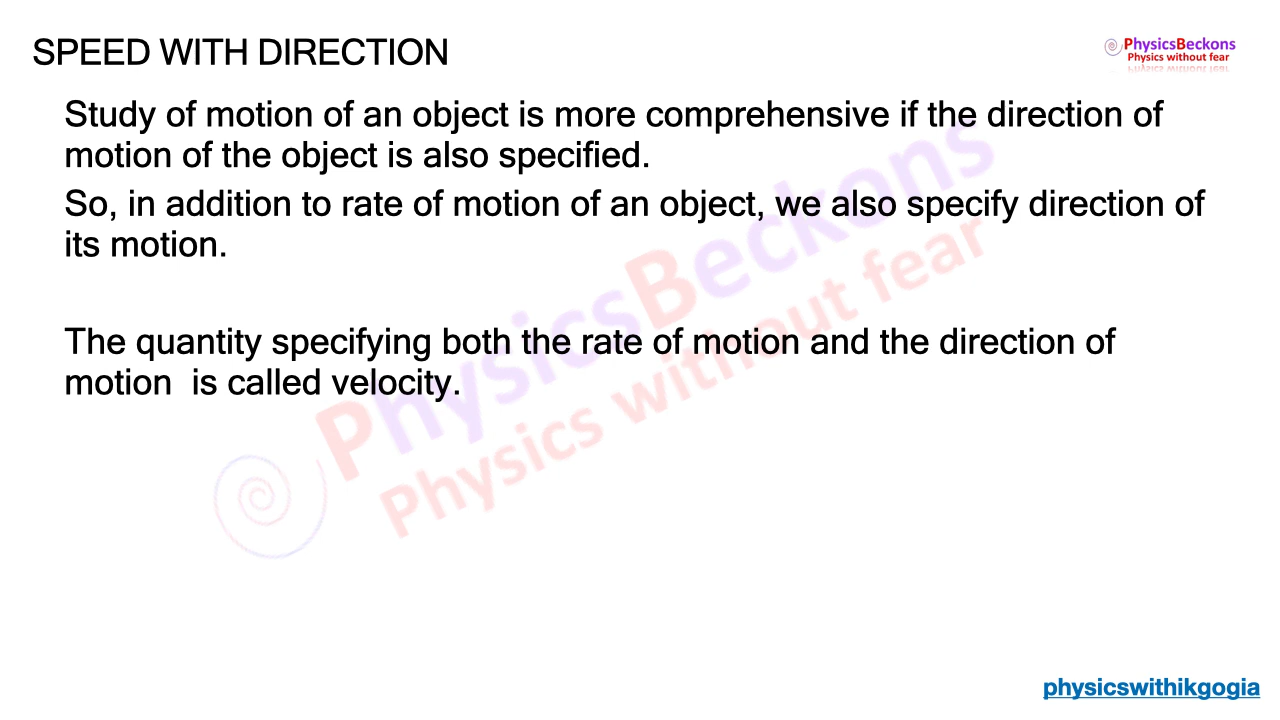 SPEED WITH DIRECTION
PhysicsBeckons
Physics without fear
Study of motion of an object is more comprehensive if the direction of
motion of the object is also specified.
So, in addition to rate of motion of an object, we also specify direction of
its motion.
The quantity specifying both the rate of motion and the direction of
motion  is called velocity.
PhysicsBeckons
Physics without fear
physicswithikgogia